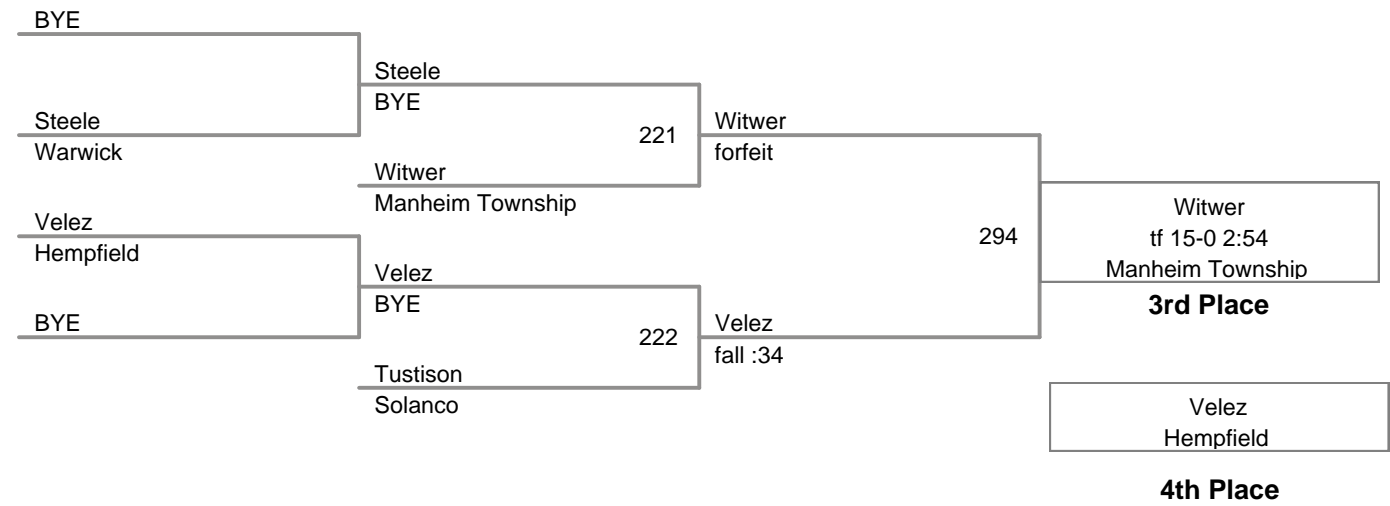 BYE
Steele
BYE
Steele
Warwick
221
Witwer
forfeit
Witwer
Manheim Township
Velez
Hempfield
294
Witwer
tf 15-0 2:54
Manheim Township
3rd Place
Velez
BYE
BYE
222
Velez
fall :34
Tustison
Solanco
Velez
Hempfield
4th Place